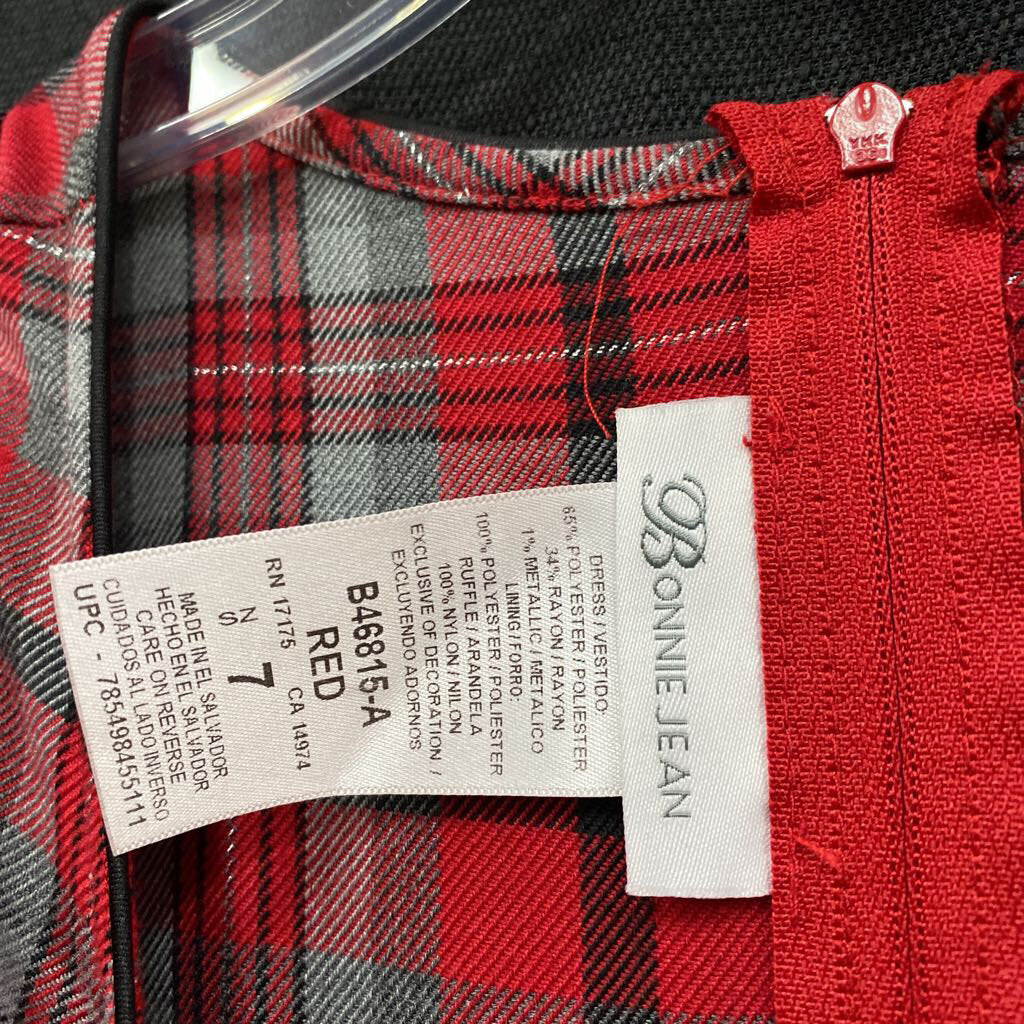 BONNIE JEAN
DRESS / VESTIDO:
65% POLYESTER / POLIESTER
34% RAYON / RAYON
1% METALLIC / METALICO
LINING / FORRO:
100% POLYESTER / POLIESTER
RUFFLE / ARANDELA
100% NYLON / NILON
EXCLUSIVE OF DECORATION /
EXCLUYENDO ADORNOS
B46815-A
RED
RN 17175 CA 14974
7
N
S
MADE IN EL SALVADOR
HECHO EN EL SALVADOR
CARE ON REVERSE
CUIDADOS AL LADO INVERSO
UPC - 785498455111
YKK